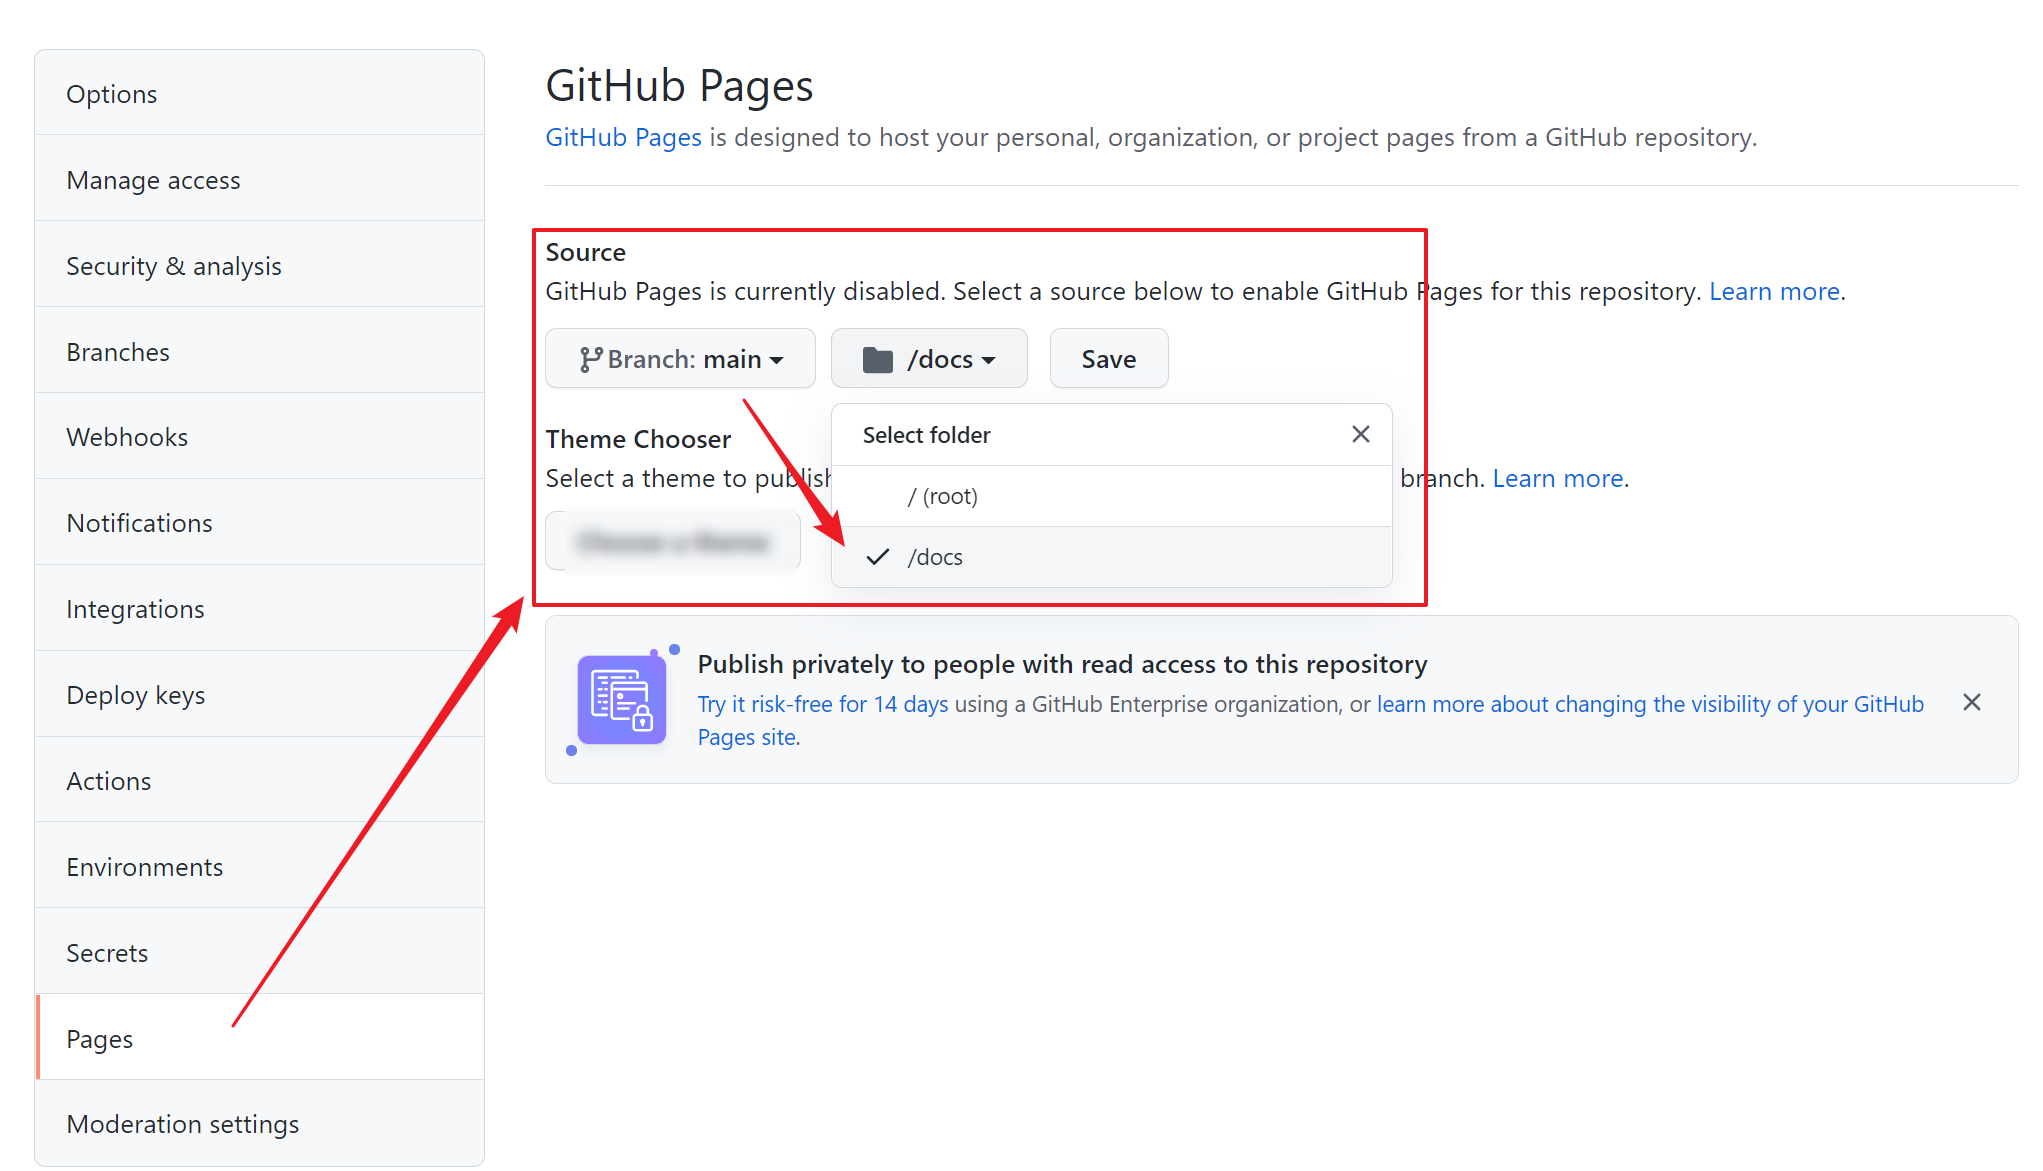 Options
Manage access
Security & analysis
Branches
Webhooks
Notifications
Integrations
Deploy keys
Actions
Environments
Secrets
Pages
Moderation settings
GitHub Pages
GitHub Pages is designed to host your personal, organization, or project pages from a GitHub repository.
Source
GitHub Pages is currently disabled. Select a source below to enable GitHub Pages for this repository. Learn more.
Branch: main
/docs
Save
Select folder
/ (root)
/docs
Theme Chooser
Select a theme to publish branch. Learn more.
Publish privately to people with read access to this repository
Try it risk-free for 14 days using a GitHub Enterprise organization, or learn more about changing the visibility of your GitHub
Pages site.